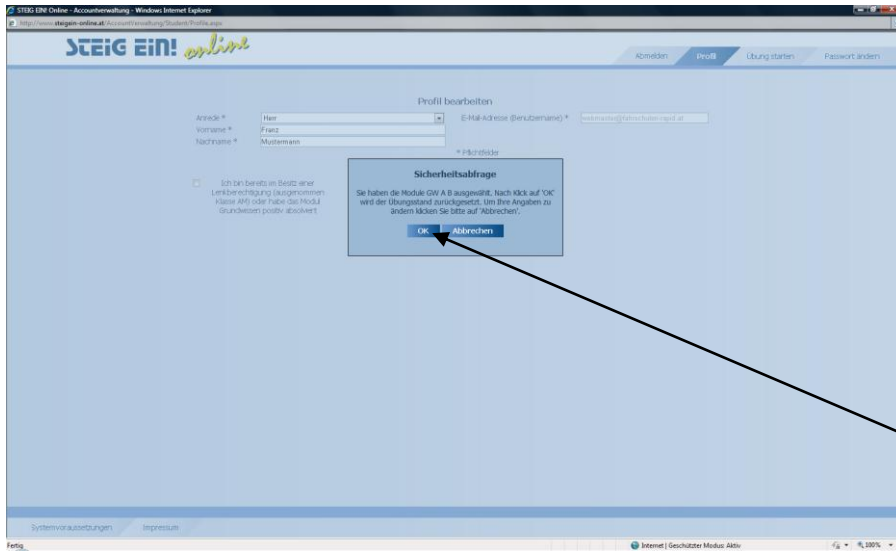 STEIG EIN! Online - Accountverwaltung - Windows Internet Explorer
http://www.steigein-online.at/AccountVerwaltung/Student/Profile.aspx
STEiG EiN! online
Abmelden Profil Übung starten Passwort ändern
Profil bearbeiten
Anrede * Herr E-Mail-Adresse (Benutzername) * webmaster@fahrschulen-rapid.at
Vorname * Franz
Nachname * Mustermann
* Pflichtfelder
Ich bin bereits im Besitz einer
Lenkberechtigung (ausgenommen
Klasse AM) oder habe das Modul
Grundwissen positiv absolviert
Sicherheitsabfrage
Sie haben die Module GW A B ausgewählt. Nach Klick auf 'OK'
wird der Übungsstand zurückgesetzt. Um Ihre Angaben zu
ändern klicken Sie bitte auf 'Abbrechen'.
OK Abbrechen
Systemvoraussetzungen Impressum
Fertig Internet | Geschützter Modus: Aktiv 100%